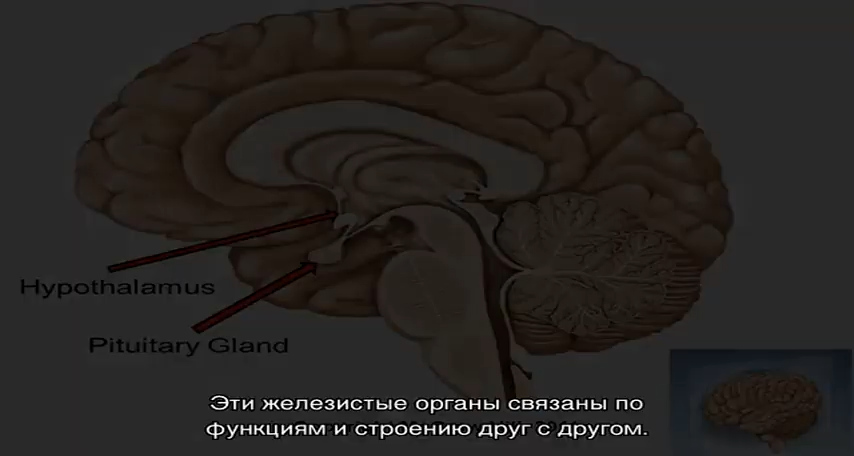 Hypothalamus
Pituitary Gland
Эти железистые органы связаны по
функциям и строению друг с другом.